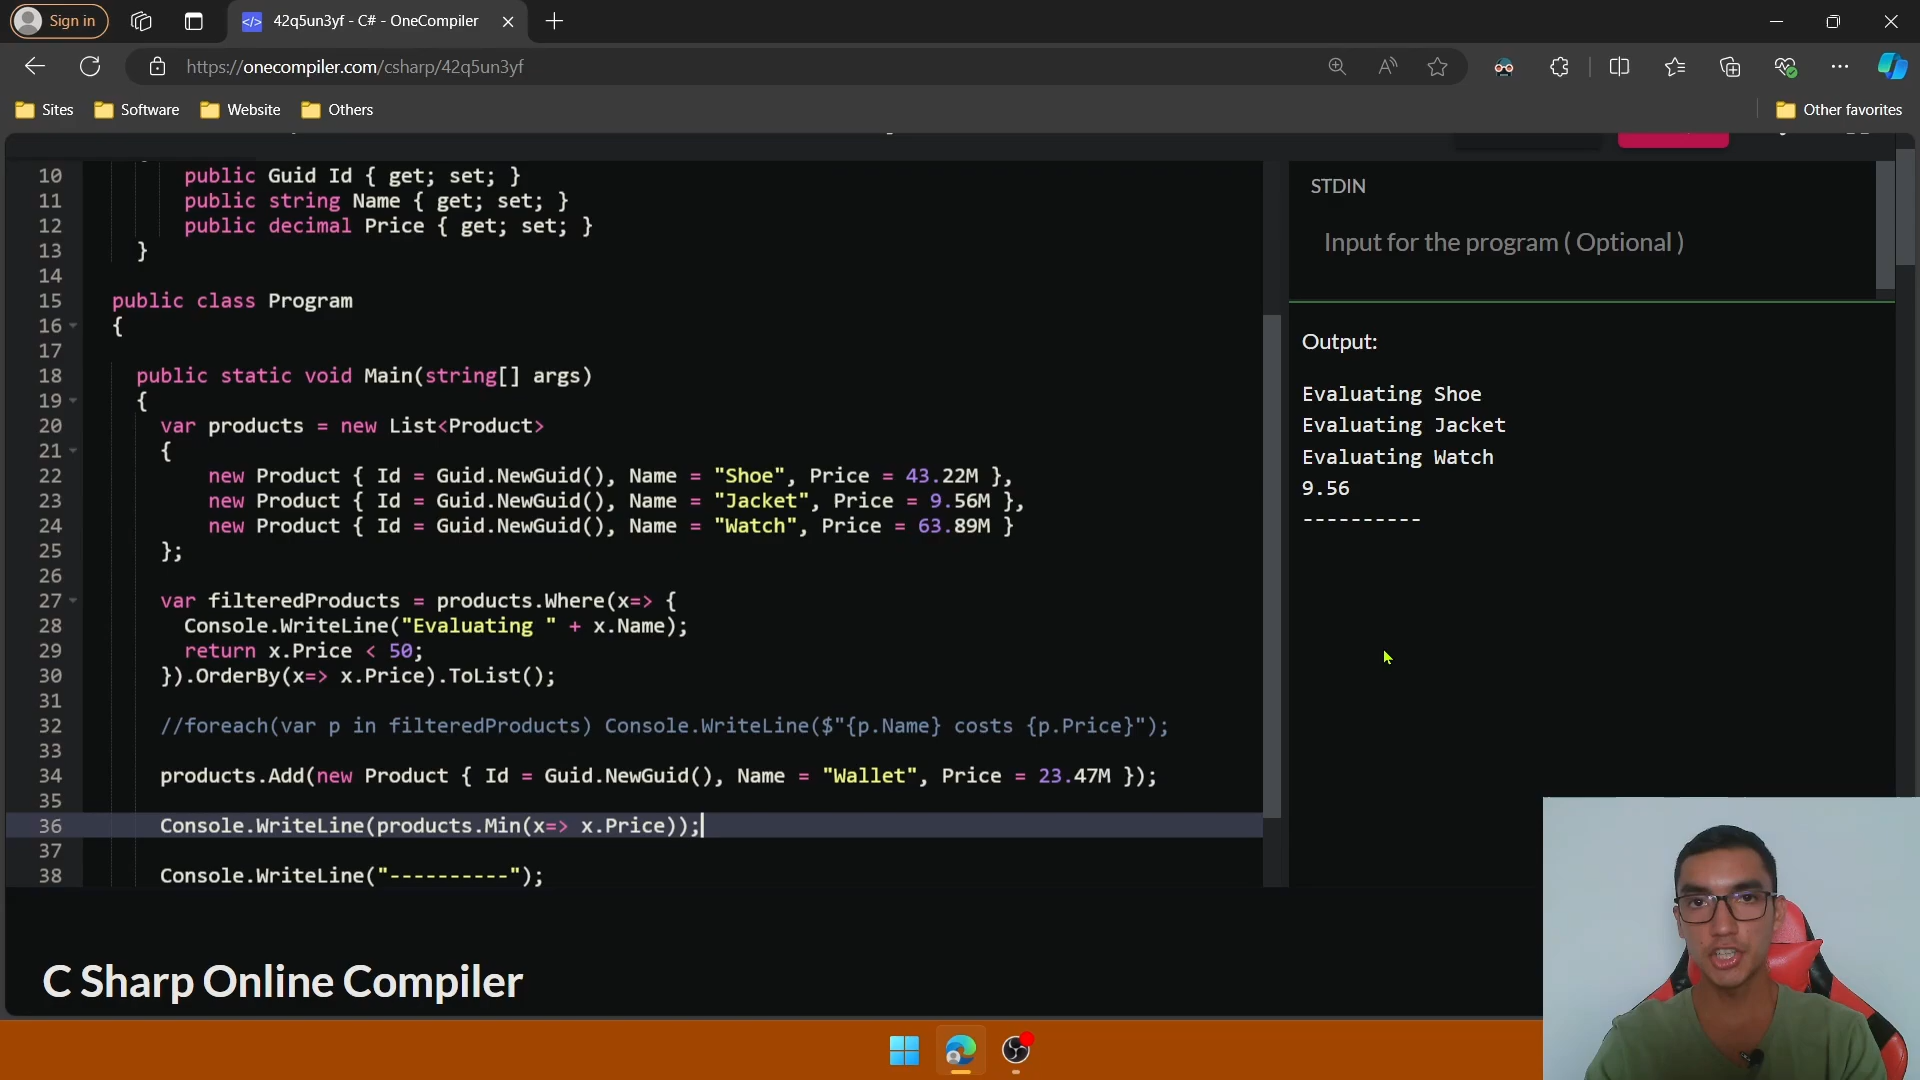 Sign in
42q5un3yf - C# - OneCompiler
https://onecompiler.com/csharp/42q5un3yf
Sites
Software
Website
Others
Other favorites
10 public Guid Id { get; set; }
11 public string Name { get; set; }
12 public decimal Price { get; set; }
13 }
14
15 public class Program
16 {
17
18 public static void Main(string[] args)
19 {
20 var products = new List<Product>
21 {
22 new Product { Id = Guid.NewGuid(), Name = "Shoe", Price = 43.22M },
23 new Product { Id = Guid.NewGuid(), Name = "Jacket", Price = 9.56M },
24 new Product { Id = Guid.NewGuid(), Name = "Watch", Price = 63.89M }
25 };
26
27 var filteredProducts = products.Where(x=> {
28 Console.WriteLine("Evaluating " + x.Name);
29 return x.Price < 50;
30 }).OrderBy(x=> x.Price).ToList();
31
32 //foreach(var p in filteredProducts) Console.WriteLine($"{p.Name} costs {p.Price}");
33
34 products.Add(new Product { Id = Guid.NewGuid(), Name = "Wallet", Price = 23.47M });
35
36 Console.WriteLine(products.Min(x=> x.Price));
37
38 Console.WriteLine("----------");
STDIN
Input for the program ( Optional )
Output:
Evaluating Shoe
Evaluating Jacket
Evaluating Watch
9.56
----------
C Sharp Online Compiler